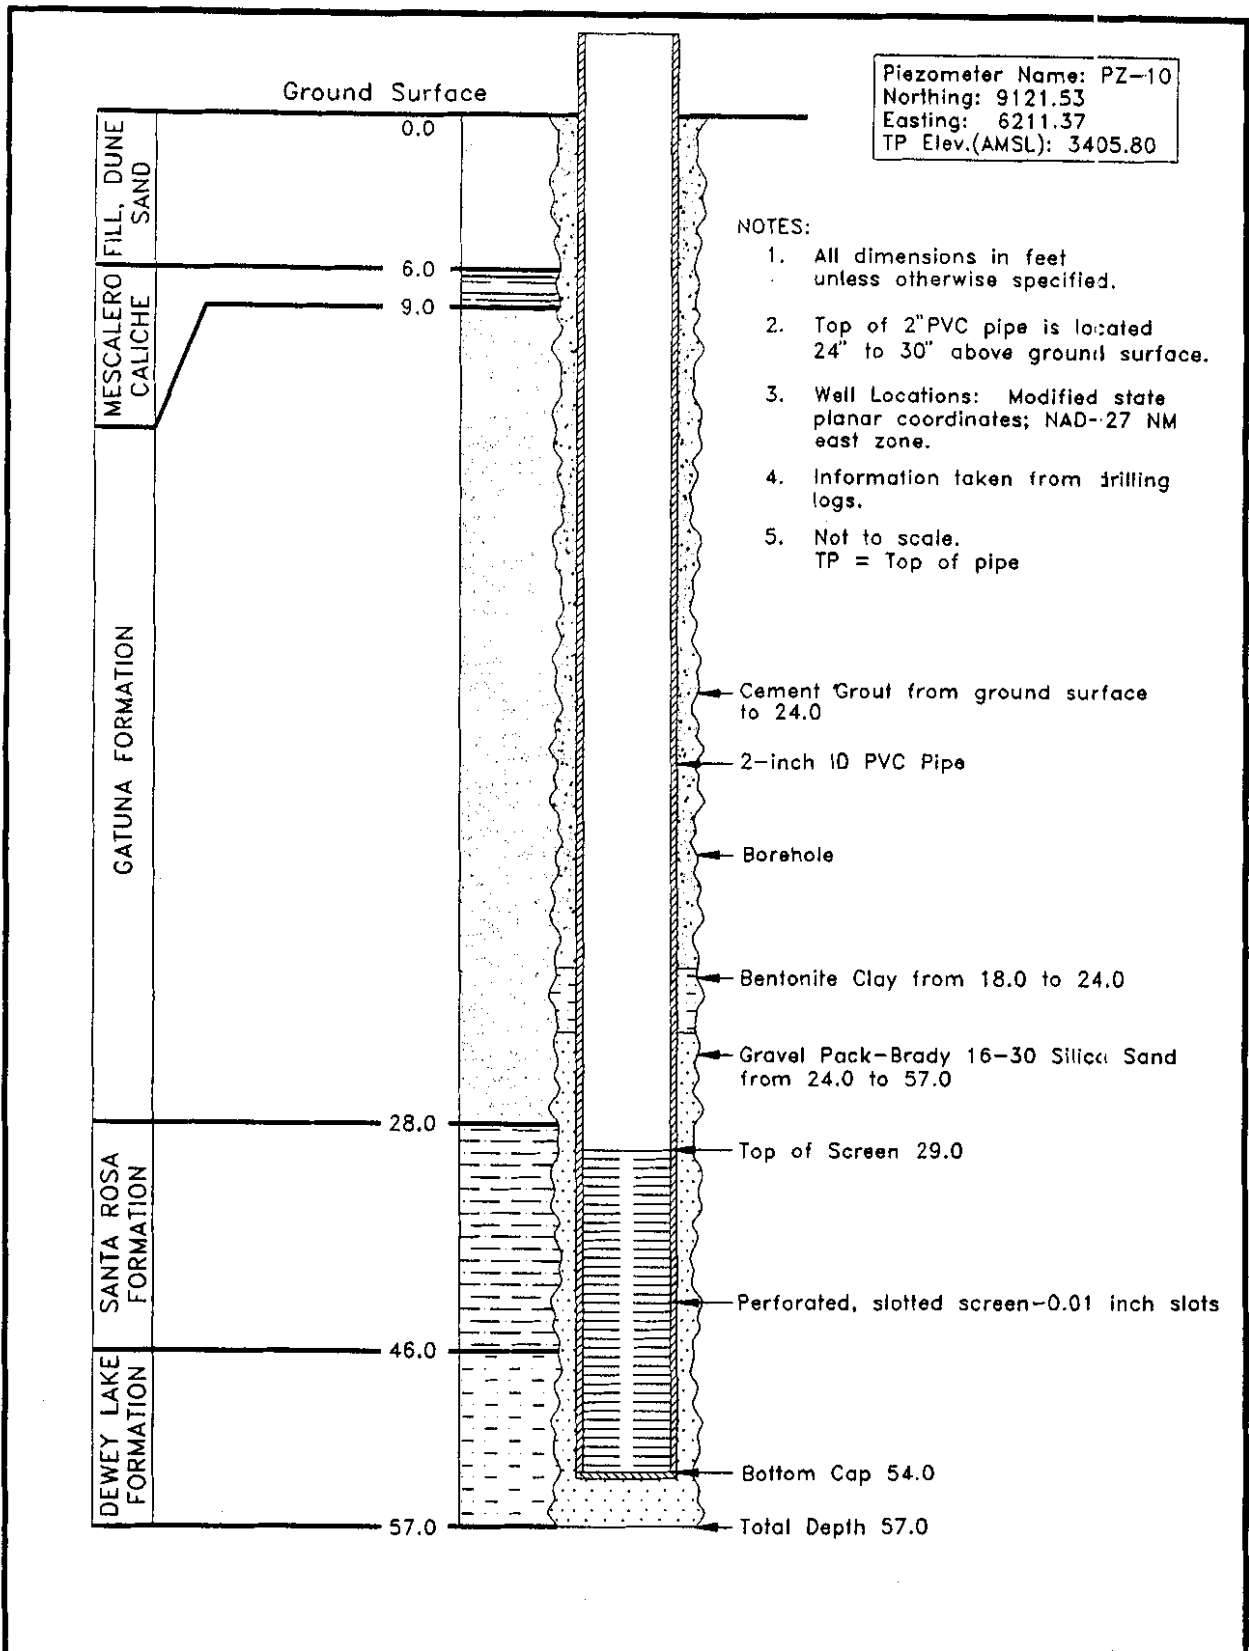 Piezometer Name: PZ-10
Northing: 9121.53
Easting: 6211.37
TP Elev.(AMSL): 3405.80
Ground Surface
0.0
FILL, DUNE
SAND
6.0
MESCALERO
CALICHE
9.0
NOTES:
1. All dimensions in feet
unless otherwise specified.
2. Top of 2"PVC pipe is located
24" to 30" above ground surface.
3. Well Locations: Modified state
planar coordinates; NAD-27 NM
east zone.
4. Information taken from drilling
logs.
5. Not to scale.
TP = Top of pipe
GATUNA FORMATION
Cement Grout from ground surface
to 24.0
2-inch ID PVC Pipe
Borehole
Bentonite Clay from 18.0 to 24.0
Gravel Pack-Brady 16-30 Silica Sand
from 24.0 to 57.0
28.0
Top of Screen 29.0
SANTA ROSA
FORMATION
Perforated, slotted screen-0.01 inch slots
46.0
DEWEY LAKE
FORMATION
Bottom Cap 54.0
57.0
Total Depth 57.0